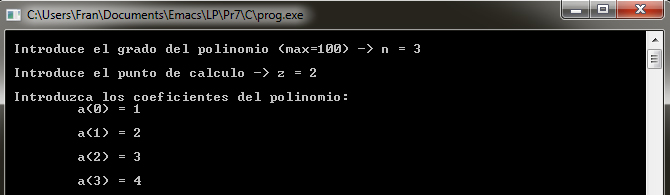 C:\Users\Fran\Documents\Emacs\LP\Pr7\C\prog.exe
Introduce el grado del polinomio (max=100) -> n = 3
Introduce el punto de calculo -> z = 2
Introduzca los coeficientes del polinomio:
a(0) = 1
a(1) = 2
a(2) = 3
a(3) = 4